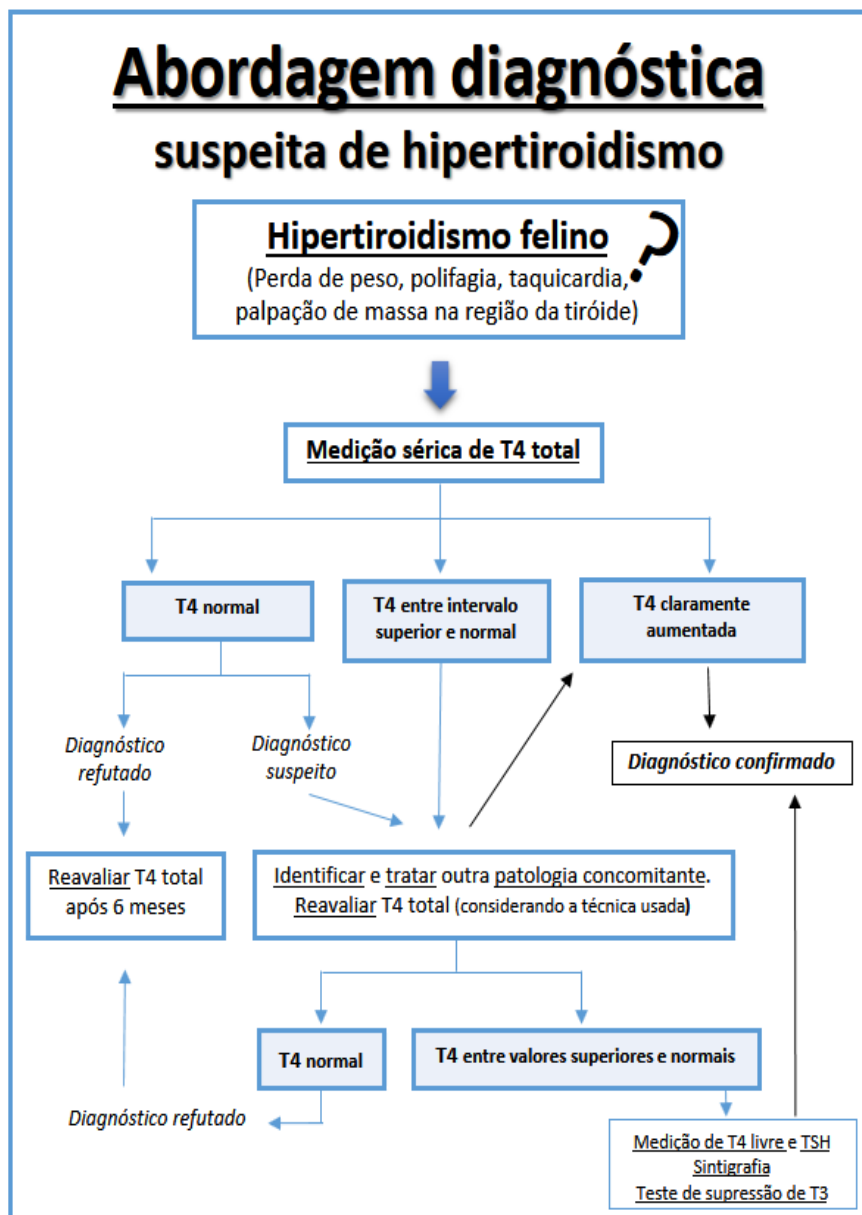 Abordagem diagnóstica
suspeita de hipertiroidismo
Hipertiroidismo felino
?
(Perda de peso, polifagia, taquicardia,
palpação de massa na região da tiróide)
Medição sérica de T4 total
T4 normal
T4 entre intervalo
superior e normal
T4 claramente
aumentada
Diagnóstico
refutado
Diagnóstico
suspeito
Diagnóstico confirmado
Reavaliar T4 total
após 6 meses
Identificar e tratar outra patologia concomitante.
Reavaliar T4 total (considerando a técnica usada)
T4 normal
T4 entre valores superiores e normais
Diagnóstico refutado
Medição de T4 livre e TSH
Sintigrafia
Teste de supressão de T3